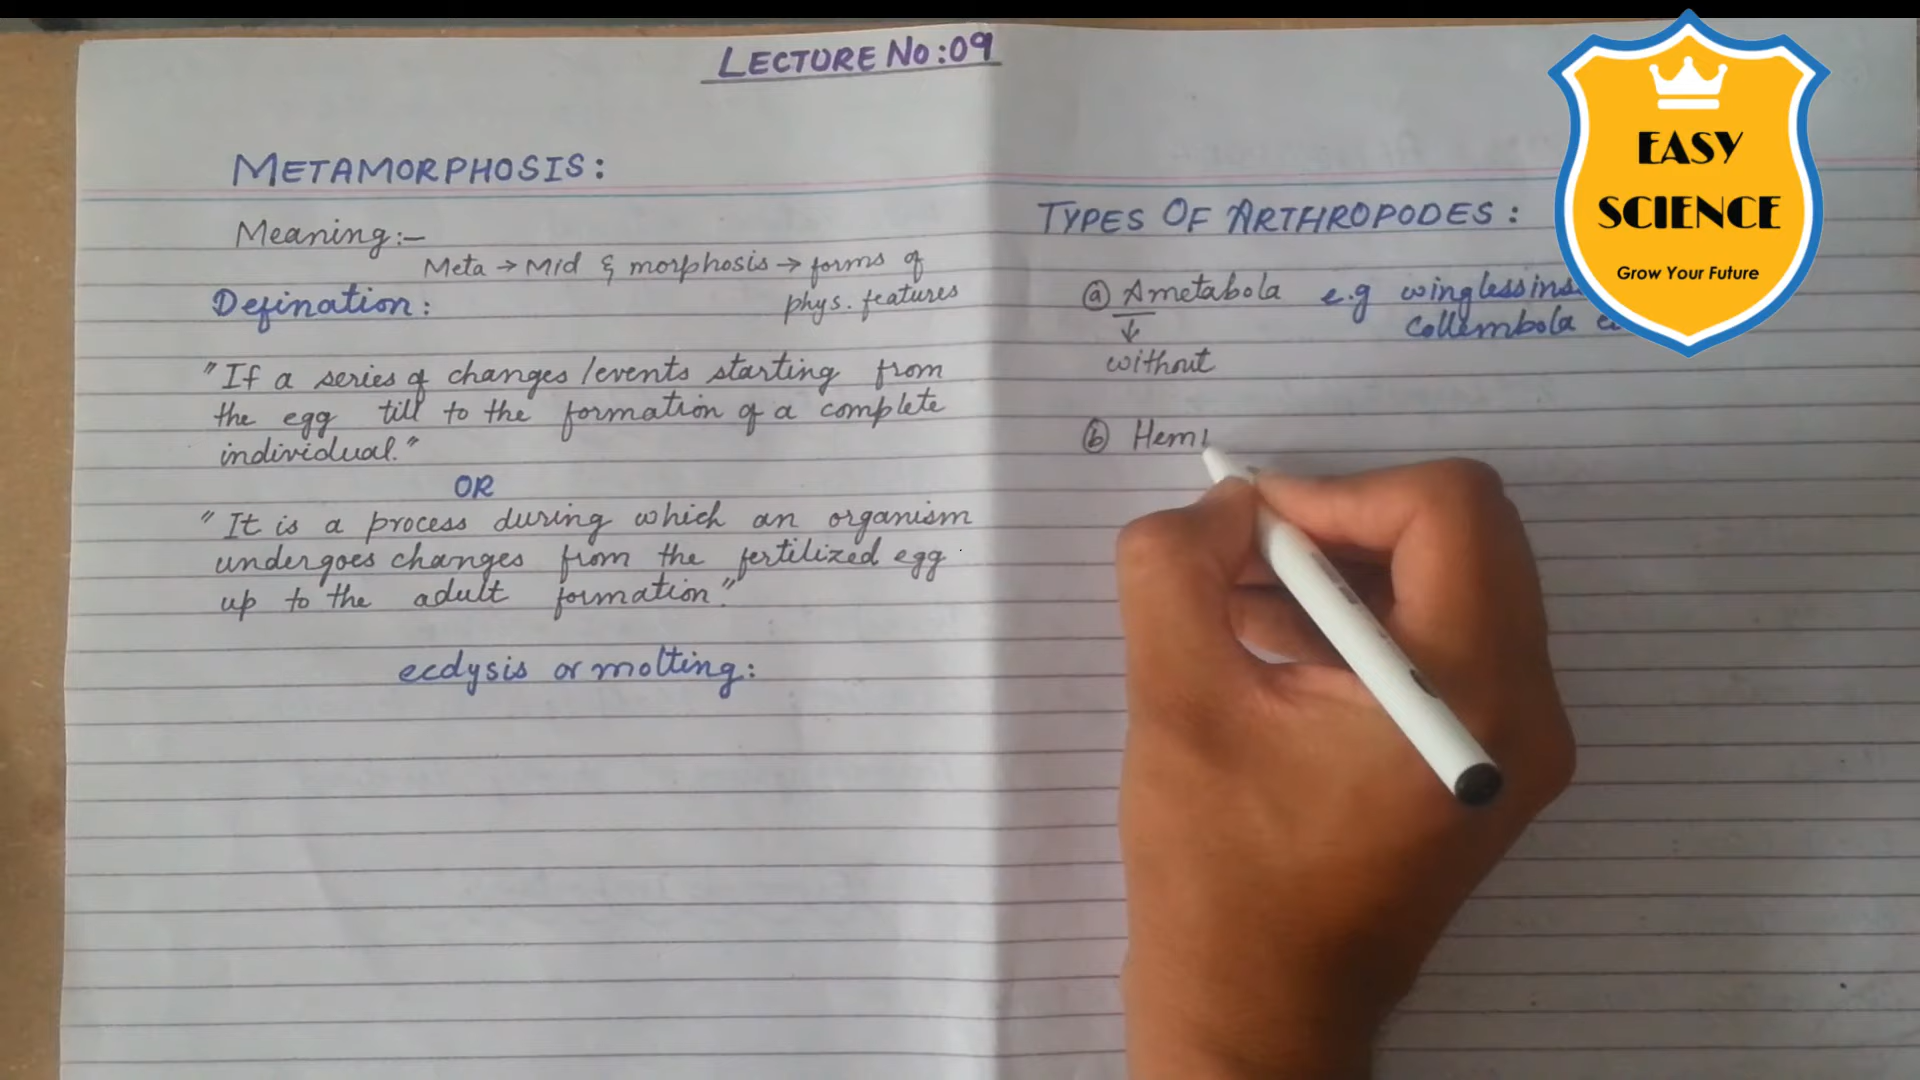 LECTURE No:09
METAMORPHOSIS:
Meaning:-
Meta → Mid & morphosis → forms of
phys. features
Defination:
"If a series of changes/events starting from
the egg till to the formation of a complete
individual."
OR
"It is a process during which an organism
undergoes changes from the fertilized egg
up to the adult formation."
ecdysis or molting:
TYPES OF ARTHROPODES:
(a) Ametabola e.g wingless
Collembola
↓
without
(b) Hemi
EASY
SCIENCE
Grow Your Future